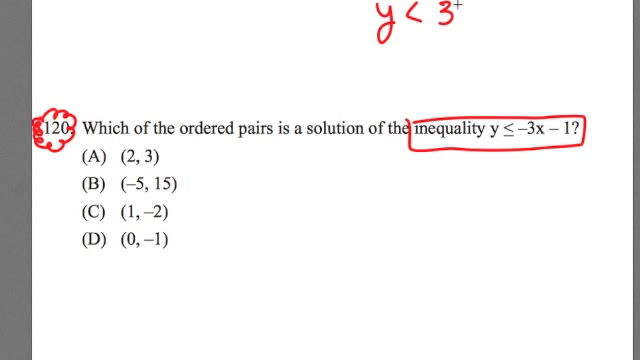 y < 3
120. Which of the ordered pairs is a solution of the inequality y ≤ –3x – 1?
(A) (2, 3)
(B) (–5, 15)
(C) (1, –2)
(D) (0, –1)